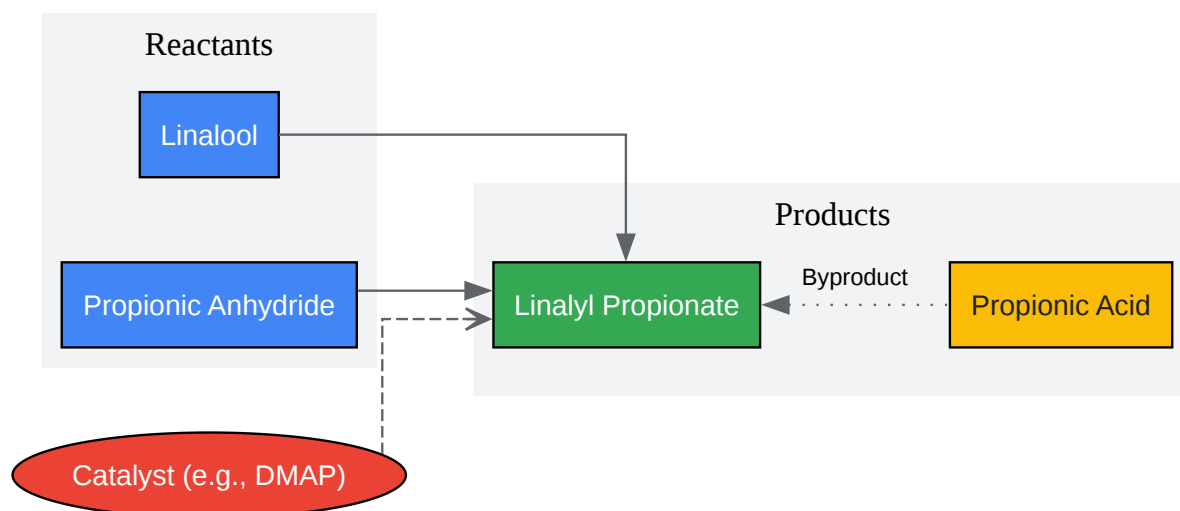 Reactants
Linalool
Products
Propionic Anhydride
Linalyl Propionate
Byproduct
Propionic Acid
Catalyst (e.g., DMAP)